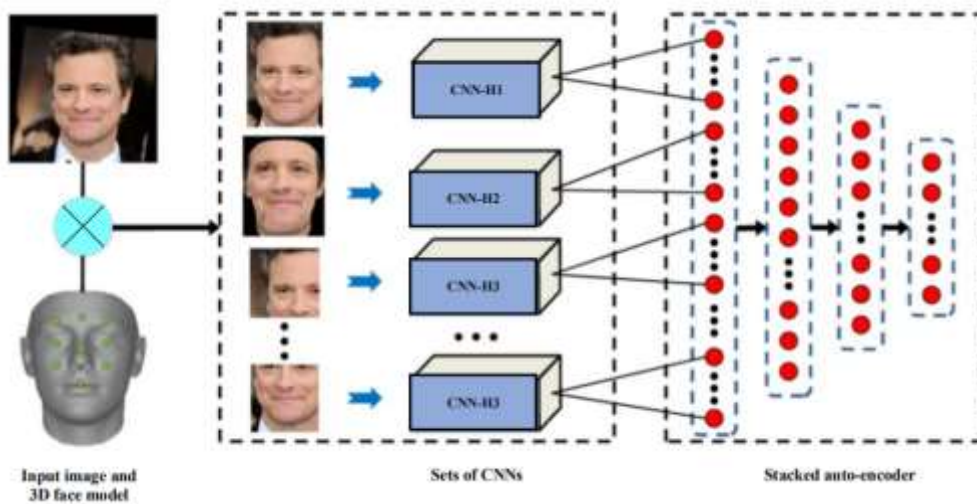 CNN-H1
CNN-H2
CNN-H3
CNN-H3
Input image and
3D face model
Sets of CNNs
Stacked auto-encoder